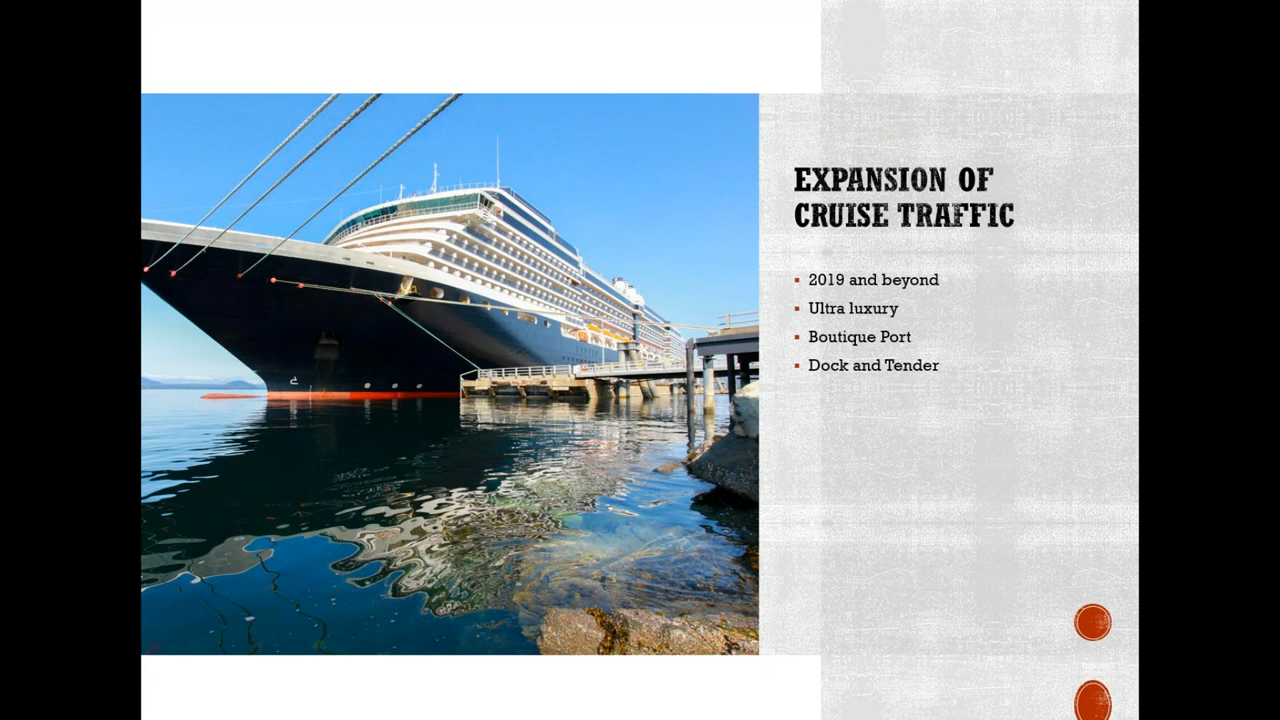 EXPANSION OF
CRUISE TRAFFIC
2019 and beyond
Ultra luxury
Boutique Port
Dock and Tender